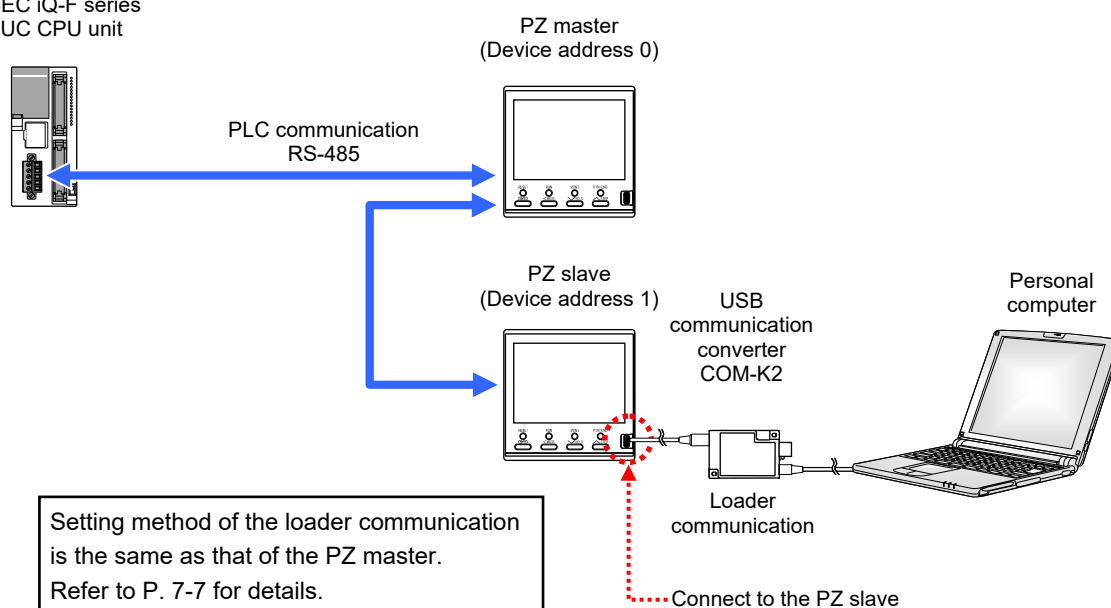 EC iQ-F series
UC CPU unit
PZ master
(Device address 0)
PLC communication
RS-485
PZ slave
(Device address 1)
USB
communication
converter
COM-K2
Personal
computer
Loader
communication
Setting method of the loader communication
is the same as that of the PZ master.
Refer to P. 7-7 for details.
Connect to the PZ slave